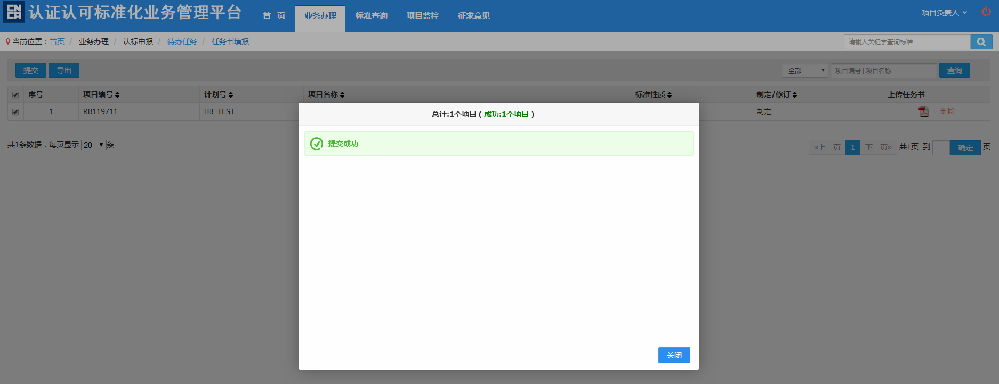 认证认可标准化业务管理平台
首 页 业务办理 标准查询 项目监控 征求意见 项目负责人
当前位置：首页 / 业务办理 / 认标申报 / 待办任务 / 任务书填报 请输入关键字查询标准
提交 导出 全部 项目编号 | 项目名称 查询
序号 项目编号 计划号 项目名称 标准性质 制定/修订 上传任务书
1 RB119711 HB_TEST 制定 删除
总计:1个项目 ( 成功:1个项目 )
提交成功
共1条数据，每页显示 20 条 «上一页 1 下一页» 共1页 到 确定 页
关闭